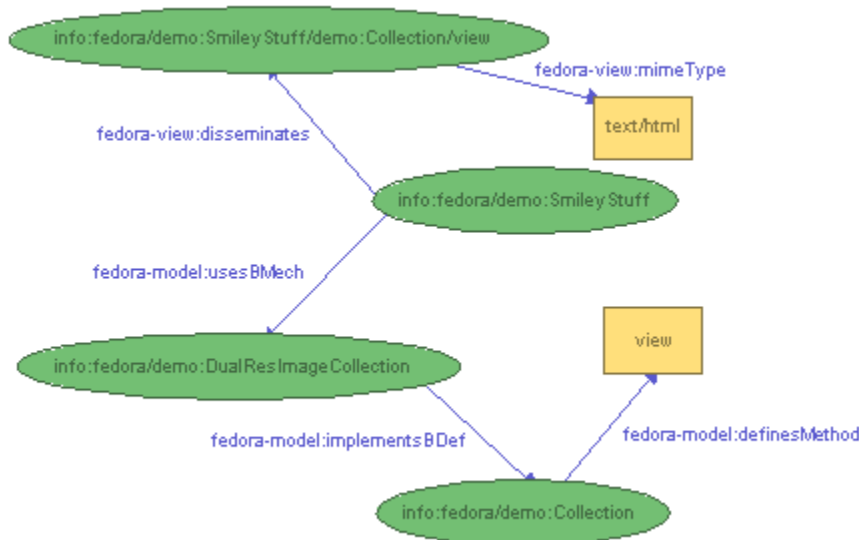 info:fedora/demo:SmileyStuff/demo:Collection/view
fedora-view:mimeType
text/html
fedora-view:disseminates
info:fedora/demo:SmileyStuff
fedora-model:usesBMech
view
info:fedora/demo:DualResImageCollection
fedora-model:implementsBDef
fedora-model:definesMethod
info:fedora/demo:Collection